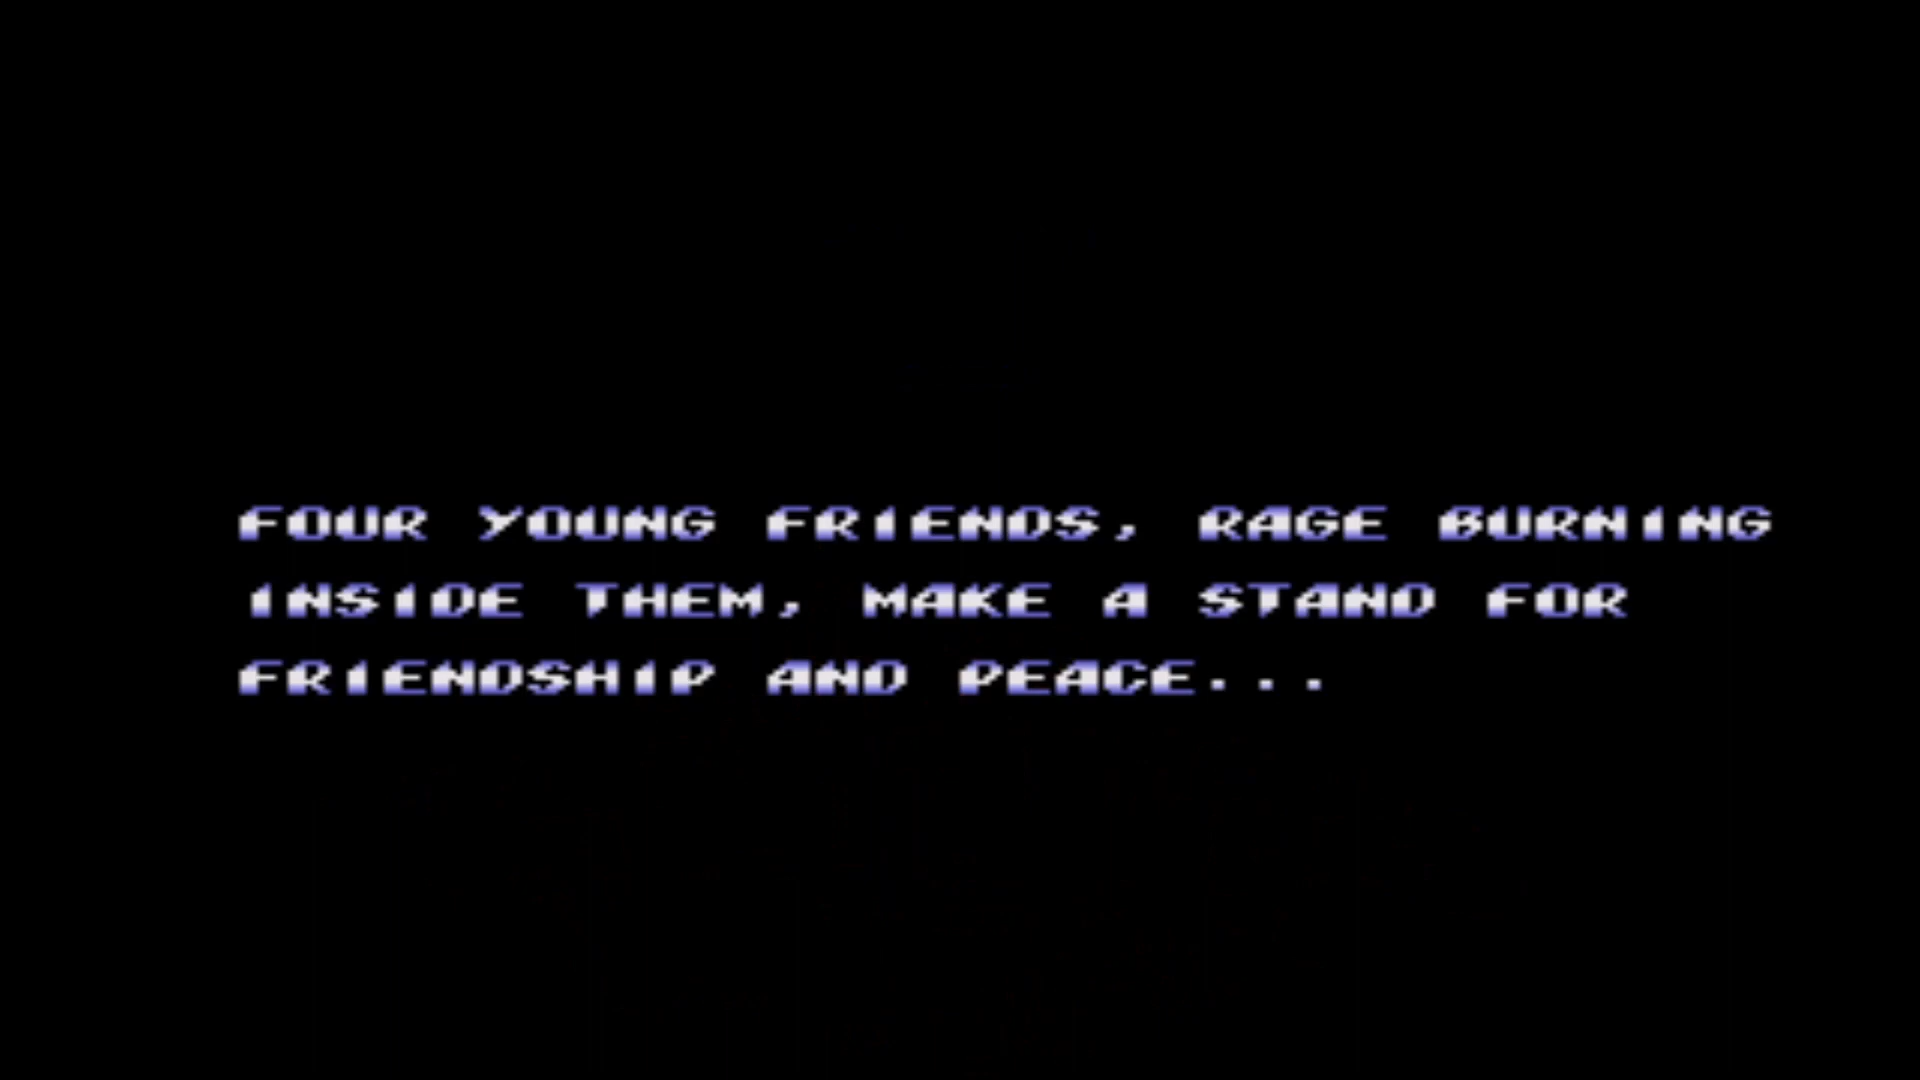 FOUR YOUNG FRIENDS, RAGE BURNING
INSIDE THEM, MAKE A STAND FOR
FRIENDSHIP AND PEACE...